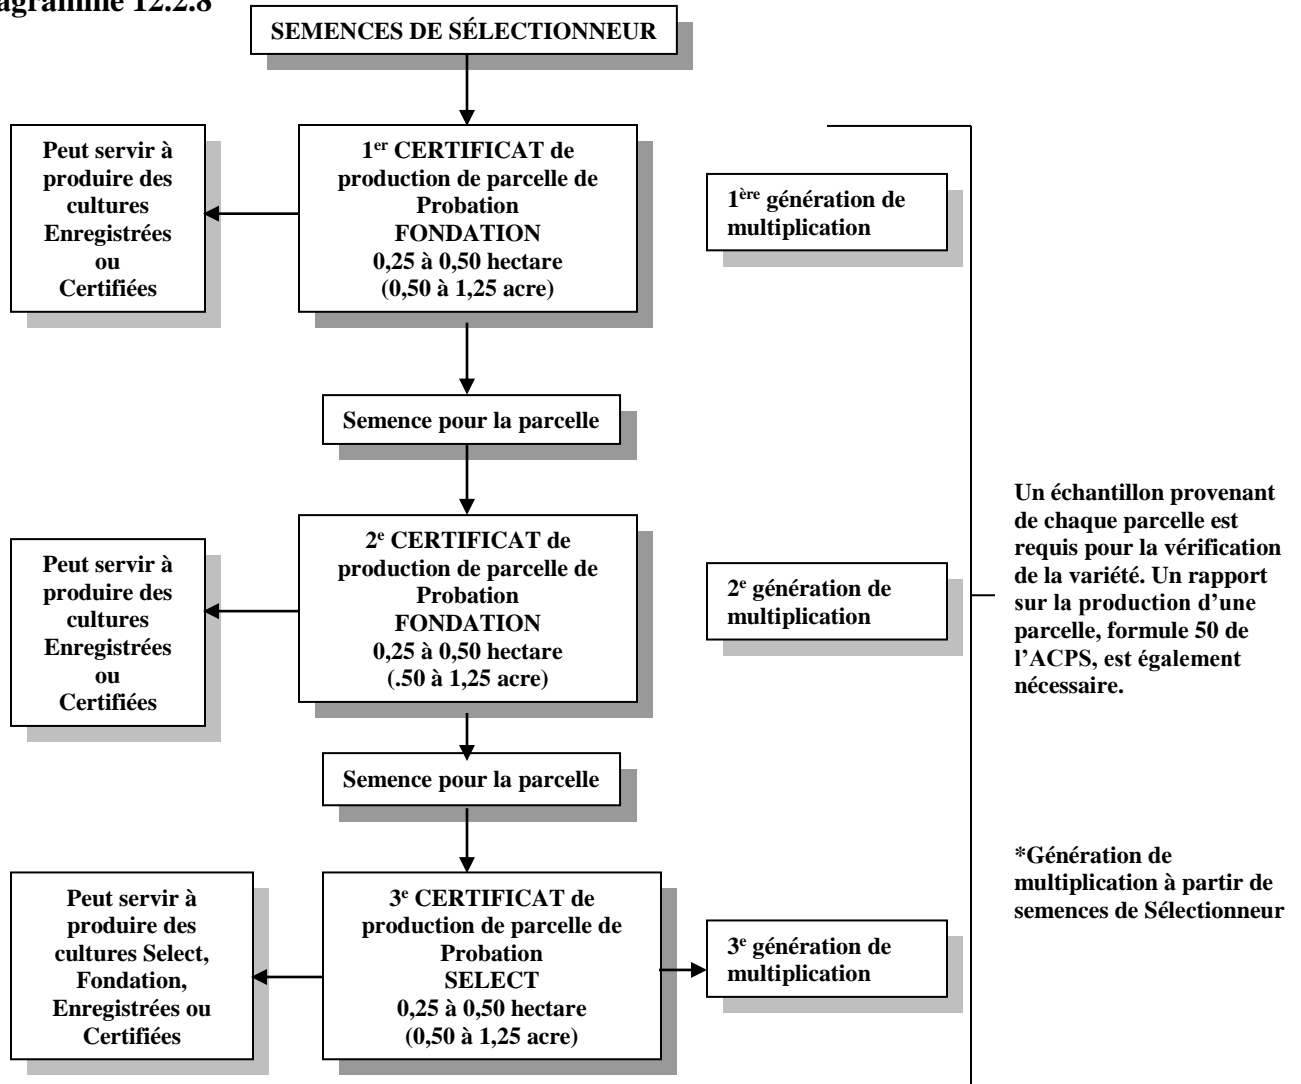 agramme 12.2.8
SEMENCES DE SÉLECTIONNEUR
Peut servir à
produire des
cultures
Enregistrées
ou
Certifiées
1er CERTIFICAT de
production de parcelle de
Probation
FONDATION
0,25 à 0,50 hectare
(0,50 à 1,25 acre)
1ère génération de
multiplication
Semence pour la parcelle
Peut servir à
produire des
cultures
Enregistrées
ou
Certifiées
2e CERTIFICAT de
production de parcelle de
Probation
FONDATION
0,25 à 0,50 hectare
(.50 à 1,25 acre)
2e génération de
multiplication
Un échantillon provenant
de chaque parcelle est
requis pour la vérification
de la variété. Un rapport
sur la production d’une
parcelle, formule 50 de
l’ACPS, est également
nécessaire.
Semence pour la parcelle
Peut servir à
produire des
cultures Select,
Fondation,
Enregistrées ou
Certifiées
3e CERTIFICAT de
production de parcelle de
Probation
SELECT
0,25 à 0,50 hectare
(0,50 à 1,25 acre)
3e génération de
multiplication
*Génération de
multiplication à partir de
semences de Sélectionneur